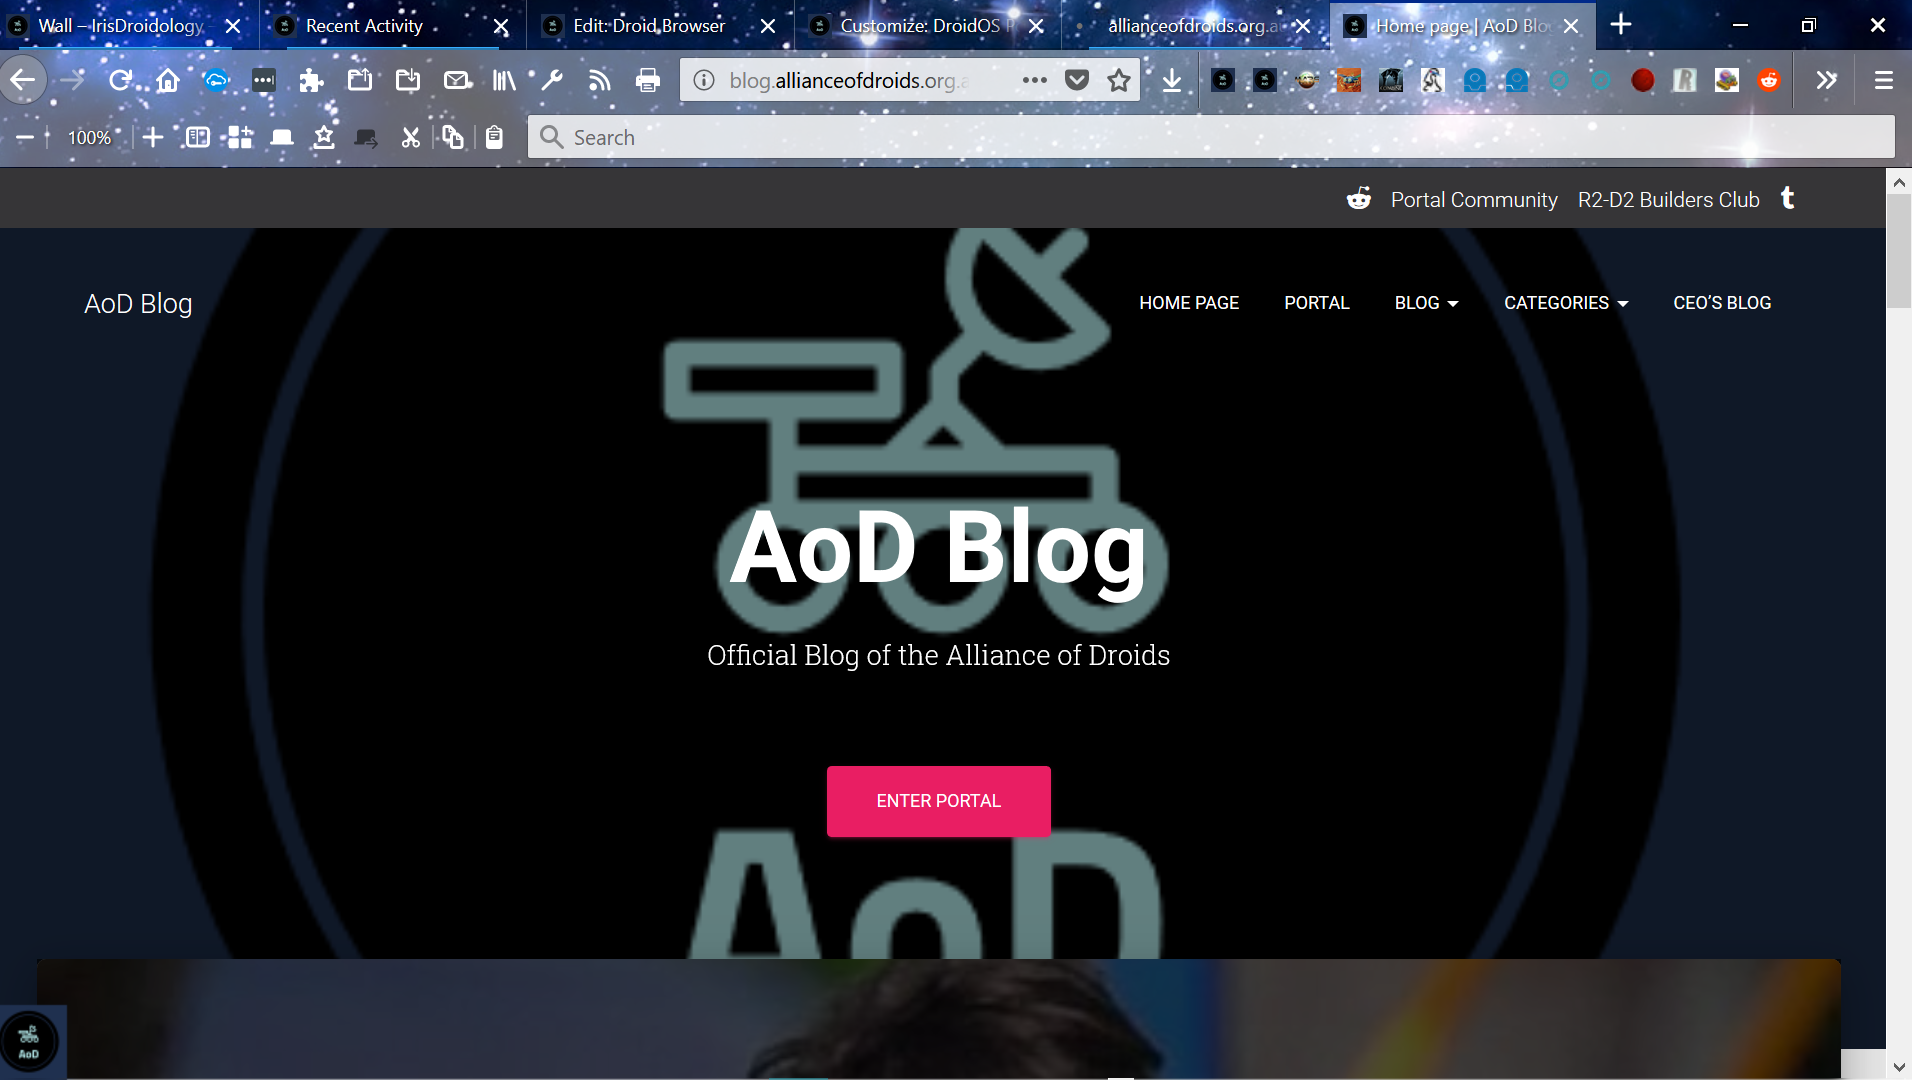 Wall – IrisDroidology
Recent Activity
Edit: Droid Browser
Customize: DroidOS
allianceofdroids.org.a
Home page | AoD Blo
blog.allianceofdroids.org.a
100%
Search
Portal Community
R2-D2 Builders Club
AoD Blog
HOME PAGE
PORTAL
BLOG
CATEGORIES
CEO'S BLOG
AoD Blog
Official Blog of the Alliance of Droids
ENTER PORTAL
AoD
AoD